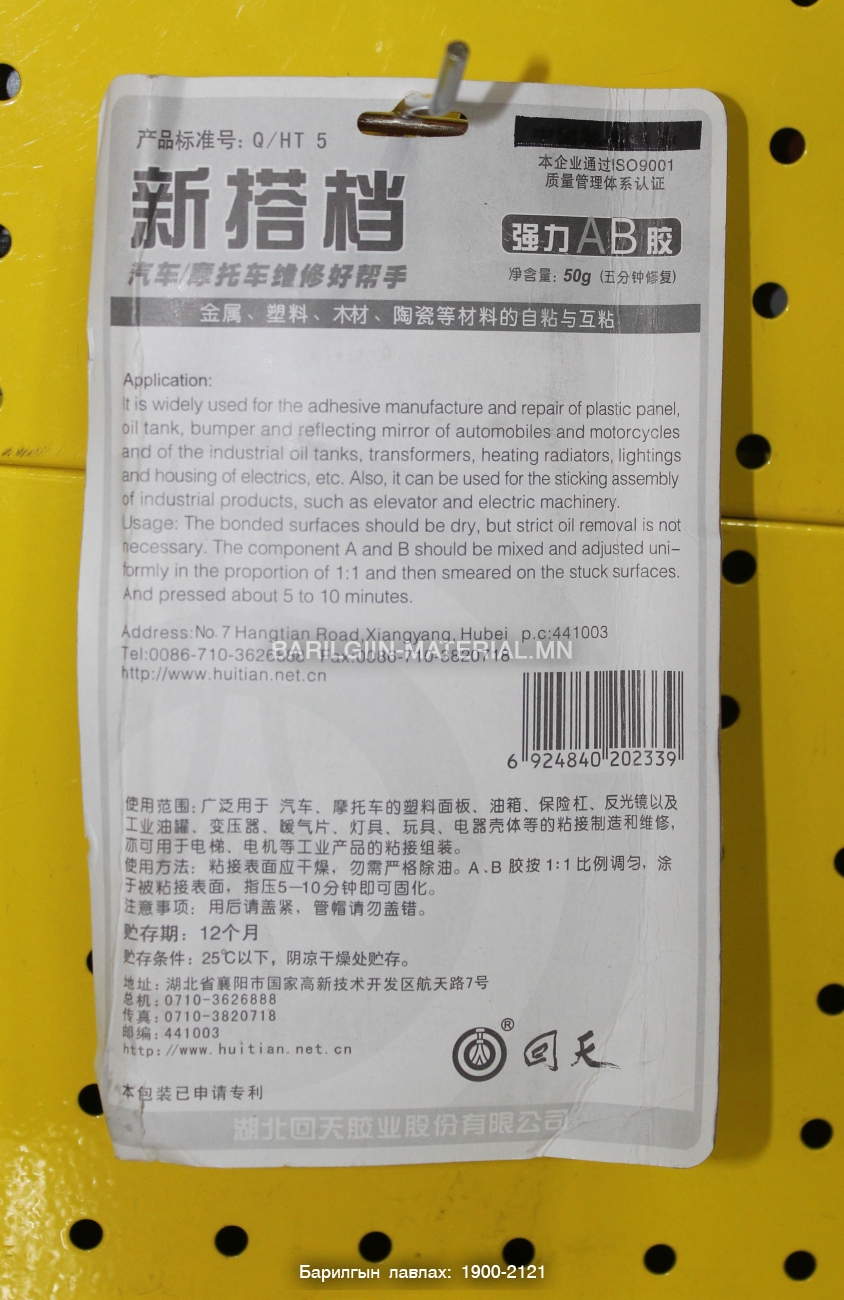 产品标准号: Q/HT 5
本企业通过ISO9001
质量管理体系认证
新搭档
强力AB胶
汽车/摩托车维修好帮手
净含量: 50g (五分钟修复)
金属、塑料、木材、陶瓷等材料的自粘与互粘
Application:
It is widely used for the adhesive manufacture and repair of plastic panel,
oil tank, bumper and reflecting mirror of automobiles and motorcycles
and of the industrial oil tanks, transformers, heating radiators, lightings
and housing of electrics, etc. Also, it can be used for the sticking assembly
of industrial products, such as elevator and electric machinery.
Usage: The bonded surfaces should be dry, but strict oil removal is not
necessary. The component A and B should be mixed and adjusted uni-
formly in the proportion of 1:1 and then smeared on the stuck surfaces.
And pressed about 5 to 10 minutes.
Address:No.7 Hangtian Road,Xiangyang,Hubei p.c:441003
BARILGIIN-MATERIAL.MN
Tel:0086-710-3626888 Fax:0086-710-3820718
http://www.huitian.net.cn
6 924840 202339
使用范围: 广泛用于 汽车、摩托车的塑料面板、油箱、保险杠、反光镜以及
工业油罐、变压器、暖气片、灯具、玩具、电器壳体等的粘接制造和维修,
亦可用于电梯、电机等工业产品的粘接组装。
使用方法: 粘接表面应干燥, 勿需严格除油。A、B 胶按 1:1 比例调匀, 涂
于被粘接表面, 指压5—10分钟即可固化。
注意事项: 用后请盖紧, 管帽请勿盖错。
贮存期: 12个月
贮存条件: 25℃以下, 阴凉干燥处贮存。
地址: 湖北省襄阳市国家高新技术开发区航天路7号
总机: 0710-3626888
传真: 0710-3820718
邮编: 441003
http://www.huitian.net.cn
® 回天
本包装已申请专利
湖北回天胶业股份有限公司
Барилгын лавлах: 1900-2121